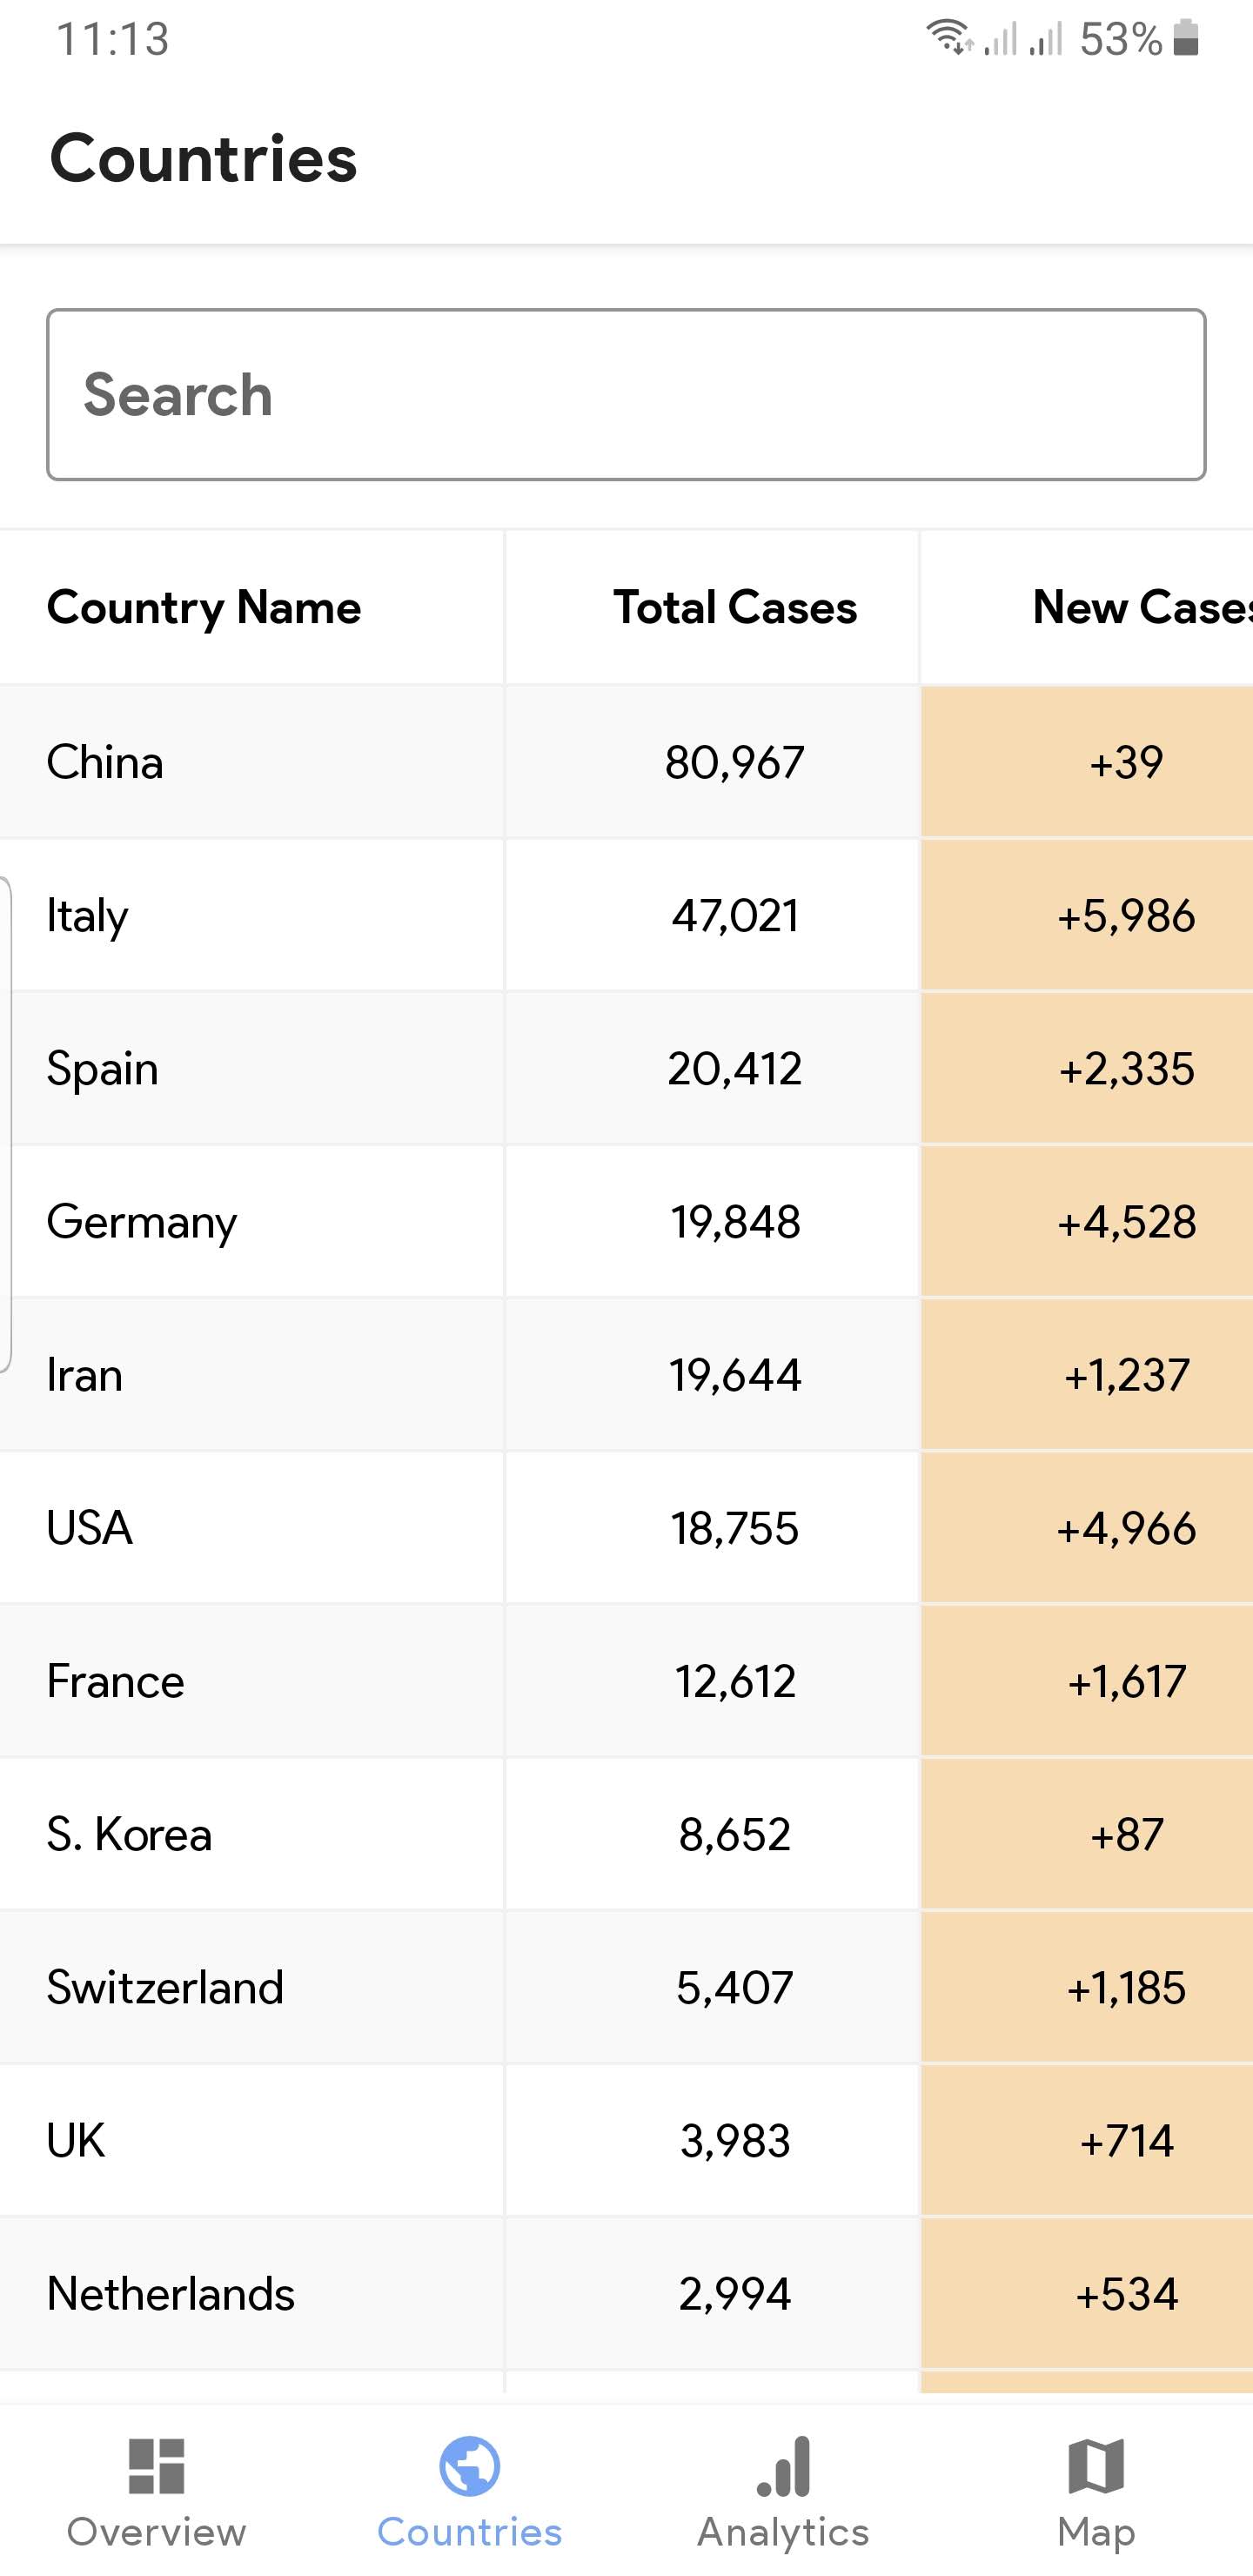 11:13 53%
Countries
Search
Country Name Total Cases New Cases
China 80,967 +39
Italy 47,021 +5,986
Spain 20,412 +2,335
Germany 19,848 +4,528
Iran 19,644 +1,237
USA 18,755 +4,966
France 12,612 +1,617
S. Korea 8,652 +87
Switzerland 5,407 +1,185
UK 3,983 +714
Netherlands 2,994 +534
Overview Countries Analytics Map